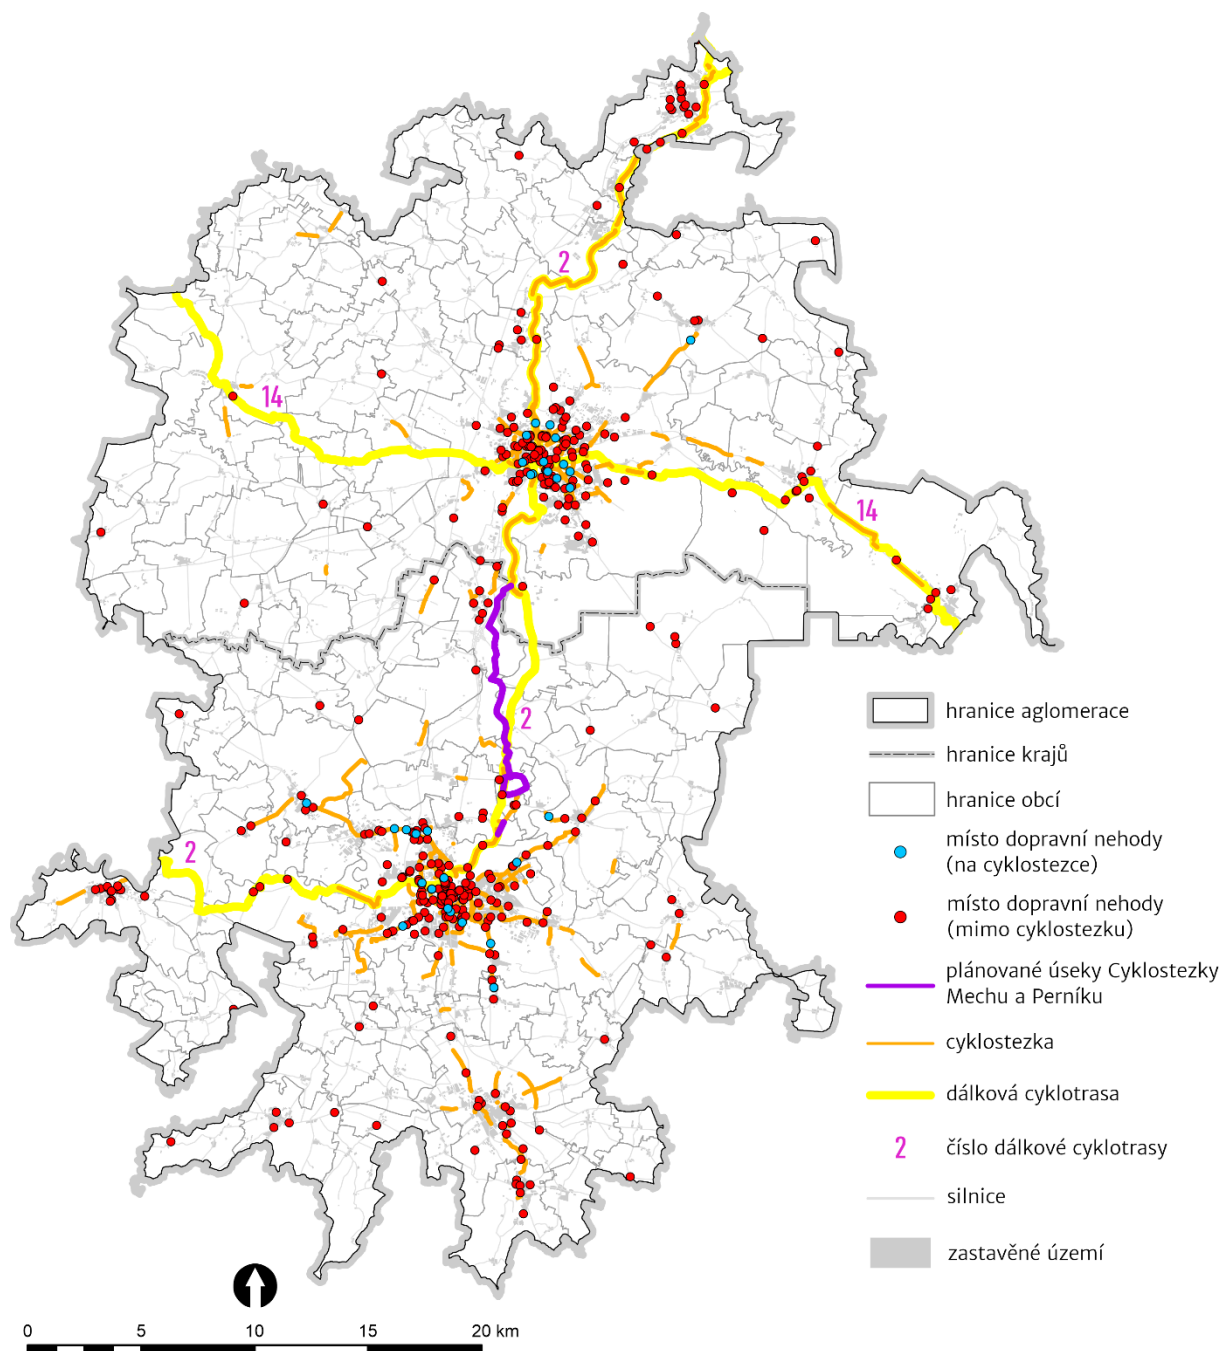 2
14
14
2
2
hranice aglomerace
hranice krajů
hranice obcí
místo dopravní nehody
(na cyklostezce)
místo dopravní nehody
(mimo cyklostezku)
plánované úseky Cyklostezky
Mechu a Perníku
cyklostezka
dálková cyklotrasa
2 číslo dálkové cyklotrasy
silnice
zastavěné území
0 5 10 15 20 km